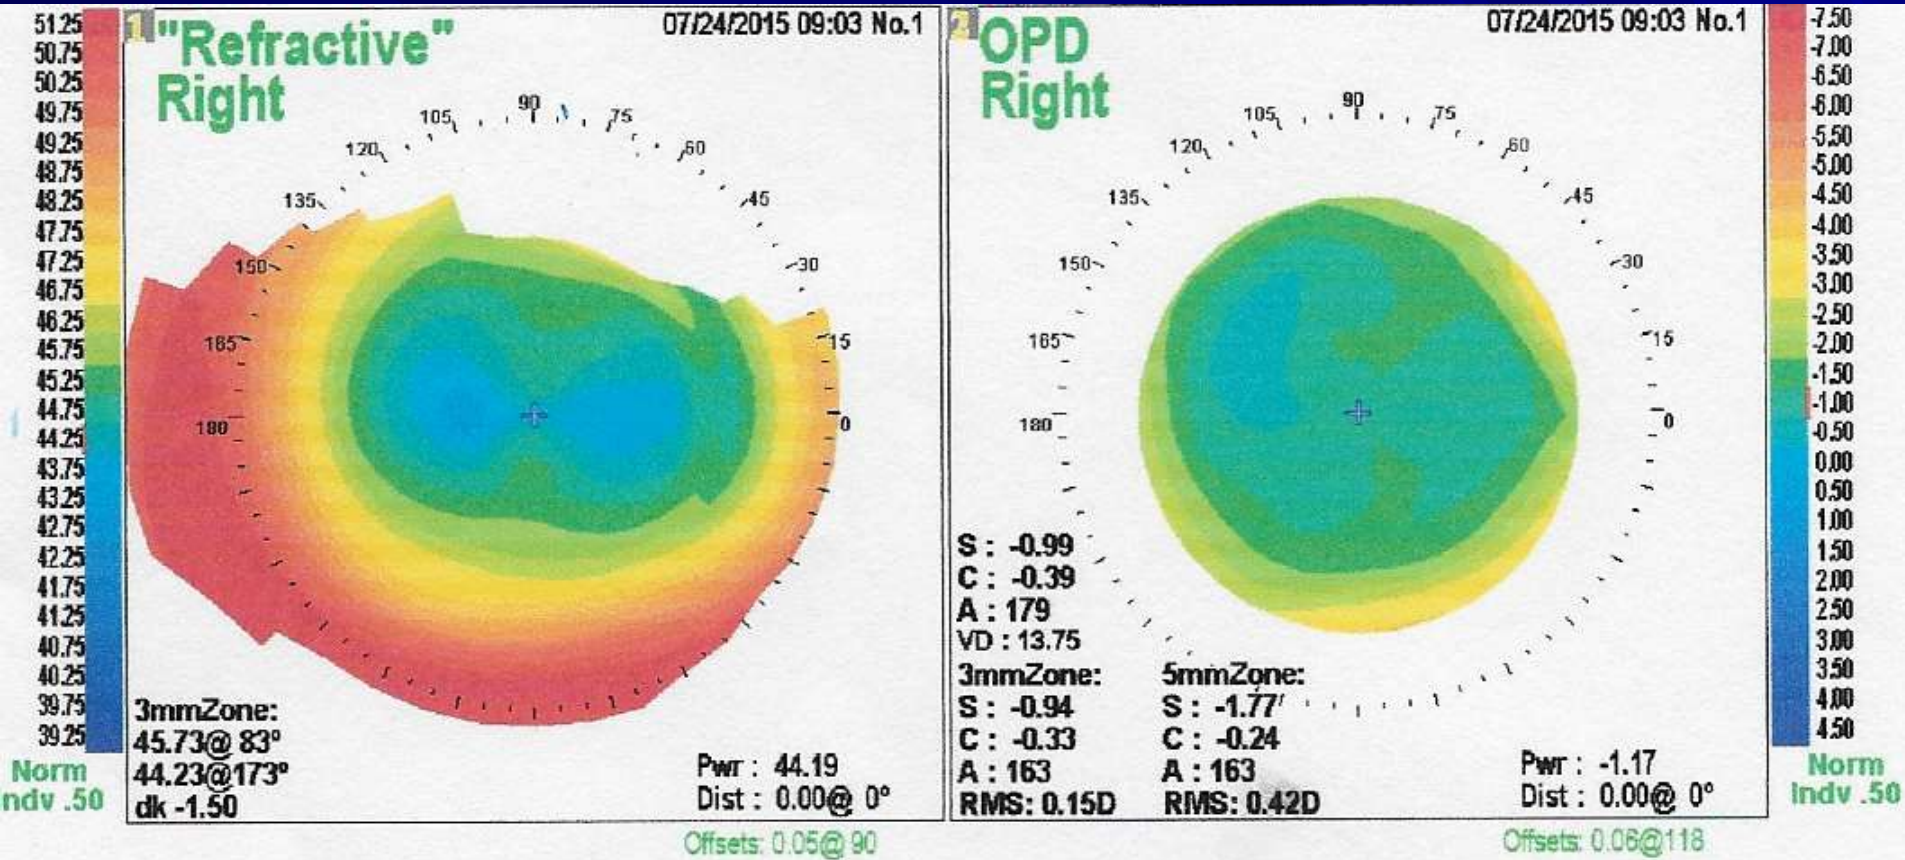 51.25
50.75
50.25
49.75
49.25
48.75
48.25
47.75
47.25
46.75
46.25
45.75
45.25
44.75
44.25
43.75
43.25
42.75
42.25
41.75
41.25
40.75
40.25
39.75
39.25
Norm
Indv .50
1 "Refractive"
Right
07/24/2015 09:03 No.1
105 90 75
120 60
135 45
150 30
165 15
180 0
3mmZone:
45.73@ 83°
44.23@173°
dk -1.50
Pwr : 44.19
Dist : 0.00@ 0°
Offsets: 0.05@ 90
2 OPD
Right
07/24/2015 09:03 No.1
105 90 75
120 60
135 45
150 30
165 15
180 0
S : -0.99
C : -0.39
A : 179
VD : 13.75
3mmZone:
S : -0.94
C : -0.33
A : 163
RMS: 0.15D
5mmZone:
S : -1.77
C : -0.24
A : 163
RMS: 0.42D
Pwr : -1.17
Dist : 0.00@ 0°
Offsets: 0.06@118
-7.50
-7.00
-6.50
-6.00
-5.50
-5.00
-4.50
-4.00
-3.50
-3.00
-2.50
-2.00
-1.50
-1.00
-0.50
0.00
0.50
1.00
1.50
2.00
2.50
3.00
3.50
4.00
4.50
Norm
Indv .50